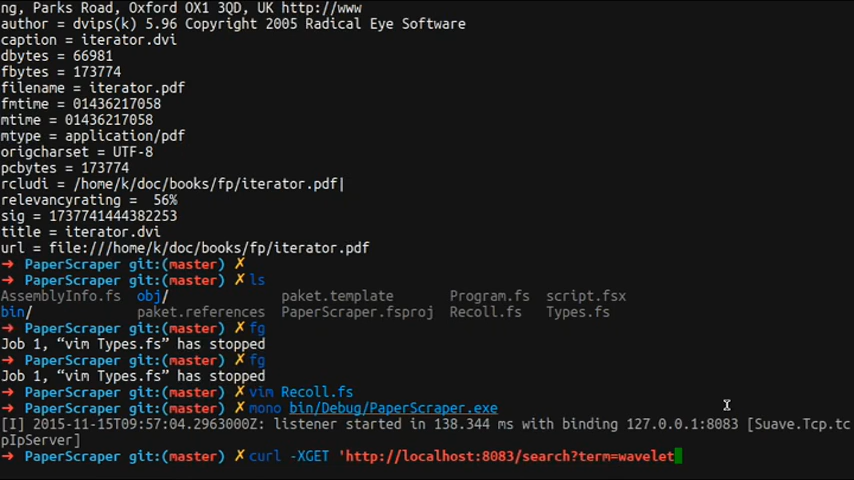 ng, Parks Road, Oxford OX1 3QD, UK http://www
author = dvips(k) 5.96 Copyright 2005 Radical Eye Software
caption = iterator.dvi
dbytes = 66981
fbytes = 173774
filename = iterator.pdf
fmtime = 01436217058
mtime = 01436217058
mtype = application/pdf
origcharset = UTF-8
pcbytes = 173774
rcludi = /home/k/doc/books/fp/iterator.pdf|
relevancyrating =  56%
sig = 1737741444382253
title = iterator.dvi
url = file:///home/k/doc/books/fp/iterator.pdf
➜ PaperScraper git:(master) ✗
➜ PaperScraper git:(master) ✗ ls
AssemblyInfo.fs obj/ paket.template Program.fs script.fsx
bin/ paket.references PaperScraper.fsproj Recoll.fs Types.fs
➜ PaperScraper git:(master) ✗ fg
Job 1, “vim Types.fs” has stopped
➜ PaperScraper git:(master) ✗ fg
Job 1, “vim Types.fs” has stopped
➜ PaperScraper git:(master) ✗ vim Recoll.fs
➜ PaperScraper git:(master) ✗ mono bin/Debug/PaperScraper.exe
[I] 2015-11-15T09:57:04.2963000Z: listener started in 138.344 ms with binding 127.0.0.1:8083 [Suave.Tcp.tc
pIpServer]
➜ PaperScraper git:(master) ✗ curl -XGET 'http://localhost:8083/search?term=wavelet